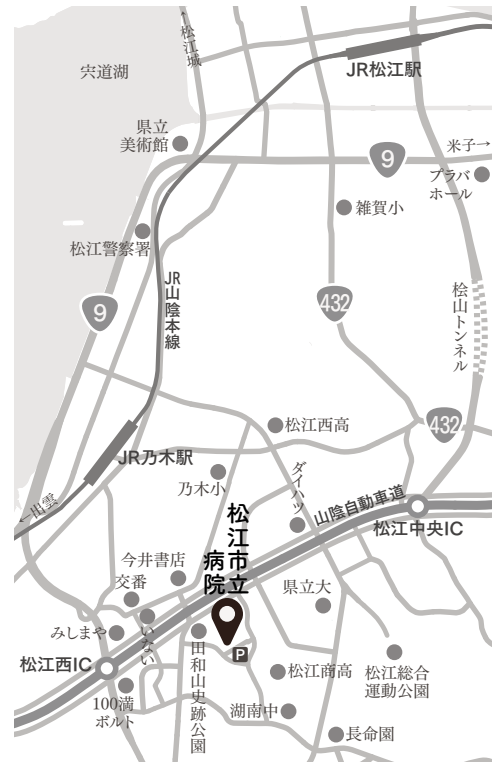 ←松江城
宍道湖
JR松江駅
県立
美術館
米子→
9
プラバ
ホール
雑賀小
松江警察署
JR山陰本線
桧山トンネル
432
9
松江西高
432
JR乃木駅
乃木小
ダイハツ
←出雲
山陰自動車道
松江中央IC
松江市立
病院
今井書店
交番
県立大
いない
みしまや
田和山史跡公園
P
松江西IC
松江商高
松江総合
運動公園
100満
ボルト
湖南中
長命園